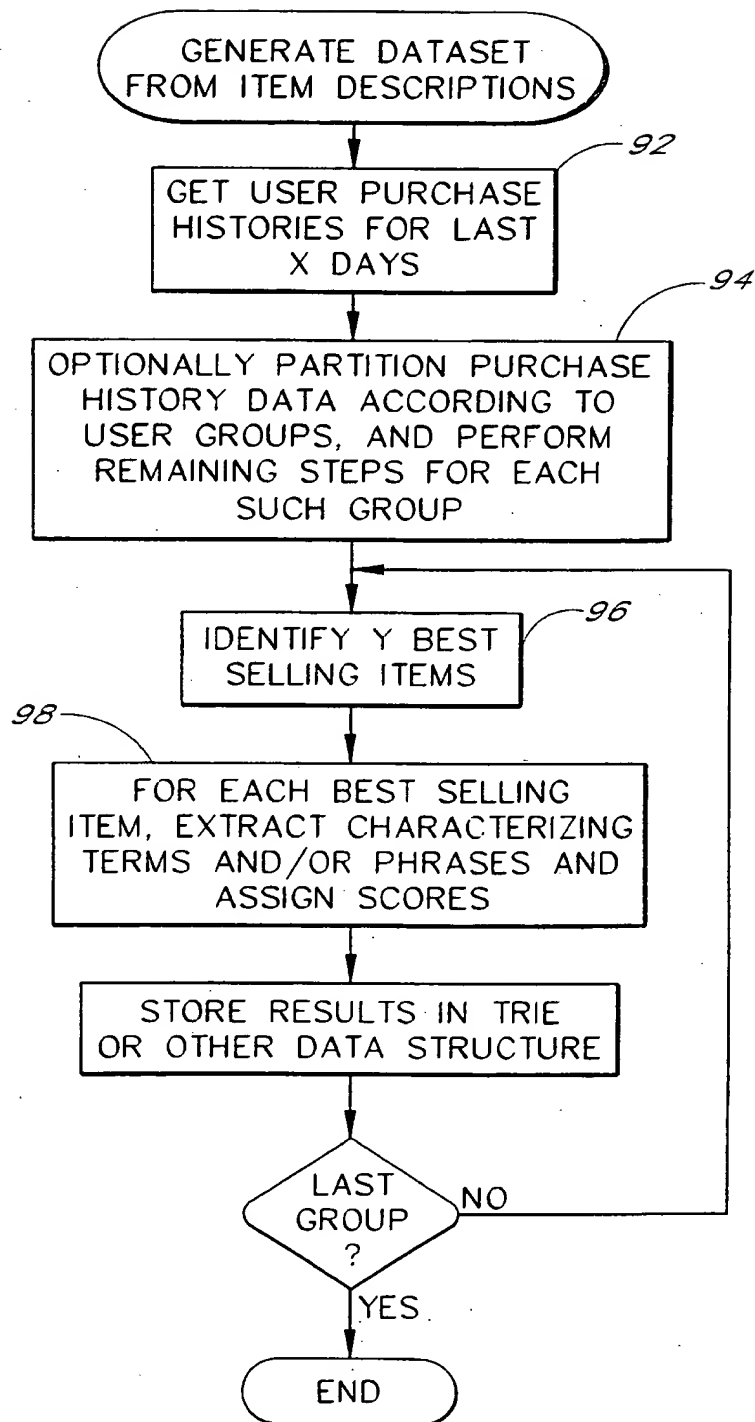 GENERATE DATASET
FROM ITEM DESCRIPTIONS
92
GET USER PURCHASE
HISTORIES FOR LAST
X DAYS
94
OPTIONALLY PARTITION PURCHASE
HISTORY DATA ACCORDING TO
USER GROUPS, AND PERFORM
REMAINING STEPS FOR EACH
SUCH GROUP
96
IDENTIFY Y BEST
SELLING ITEMS
98
FOR EACH BEST SELLING
ITEM, EXTRACT CHARACTERIZING
TERMS AND/OR PHRASES AND
ASSIGN SCORES
STORE RESULTS IN TRIE
OR OTHER DATA STRUCTURE
LAST
GROUP
?
NO
YES
END